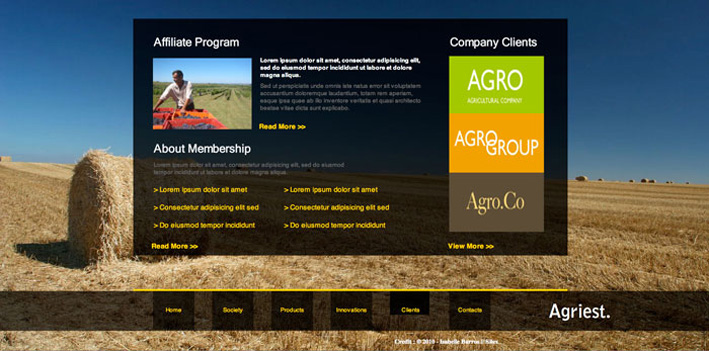 Affiliate Program
Lorem ipsum dolor sit amet, consectetur adipisicing elit,
sed do eiusmod tempor incididunt ut labore et dolore
magna aliqua.
Sed ut perspiciatis unde omnis iste natus error sit voluptatem
accusantium doloremque laudantium, totam rem aperiam,
eaque ipsa quae ab illo inventore veritatis et quasi architecto
beatae vitae dicta sunt explicabo.
Read More >>
About Membership
Lorem ipsum dolor sit amet, consectetur adipisicing elit, sed do eiusmod
tempor incididunt ut labore et dolore magna aliqua.
> Lorem ipsum dolor sit amet
> Lorem ipsum dolor sit amet
> Consectetur adipisicing elit sed
> Consectetur adipisicing elit sed
> Do eiusmod tempor incididunt
> Do eiusmod tempor incididunt
Read More >>
Company Clients
AGRO
AGRICULTURAL COMPANY
AGRO
GROUP
Agro.Co
View More >>
Home
Society
Products
Innovations
Clients
Contacts
Agriest.
Credit : © 2010 - Isabelle Barros